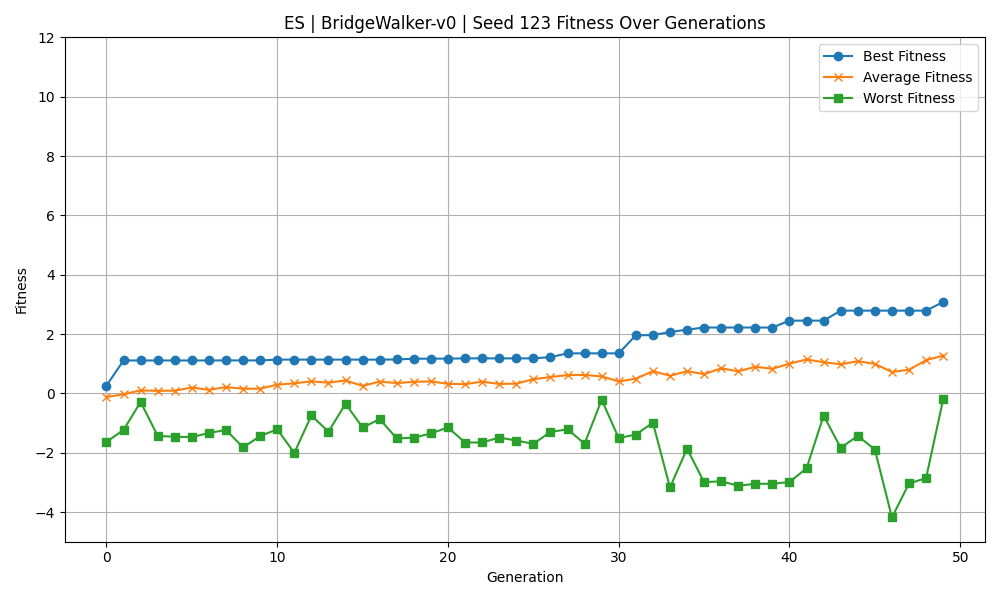 ES | BridgeWalker-v0 | Seed 123 Fitness Over Generations
Best Fitness
Average Fitness
Worst Fitness
Fitness
12
10
8
6
4
2
0
−2
−4
0
10
20
30
40
50
Generation